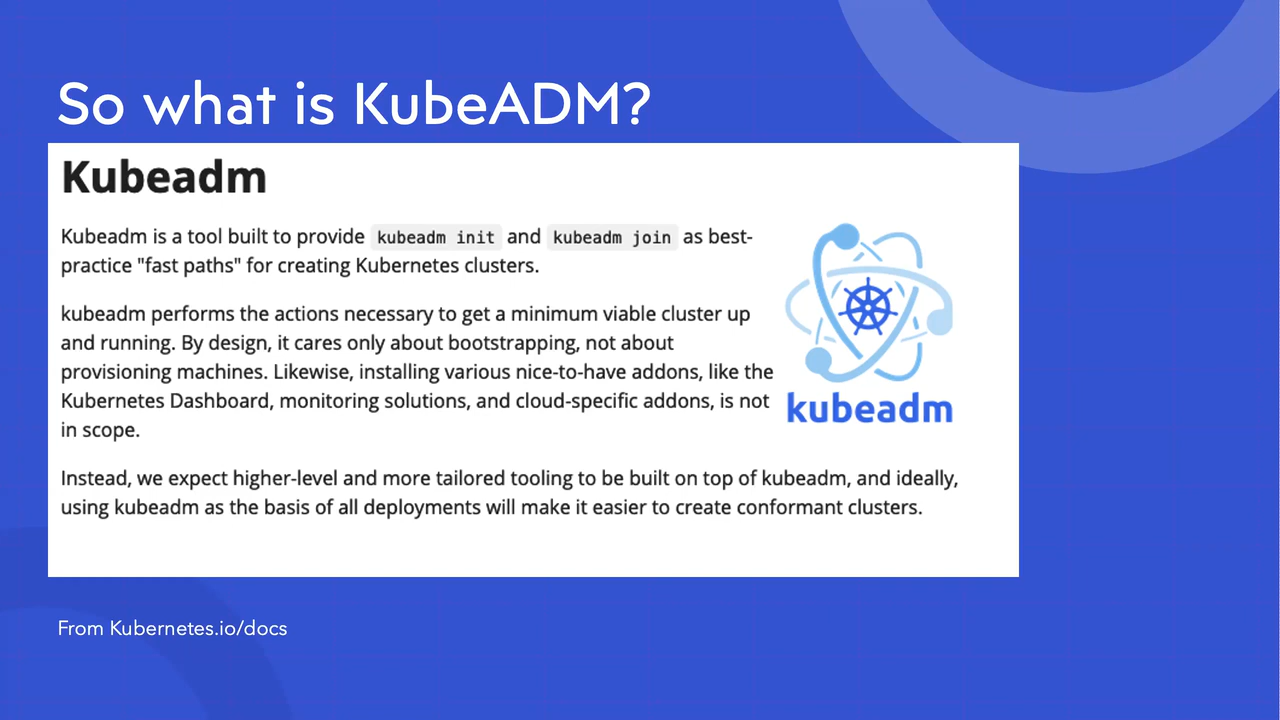 So what is KubeADM?
Kubeadm
Kubeadm is a tool built to provide kubeadm init and kubeadm join as best-
practice "fast paths" for creating Kubernetes clusters.
kubeadm performs the actions necessary to get a minimum viable cluster up
and running. By design, it cares only about bootstrapping, not about
provisioning machines. Likewise, installing various nice-to-have addons, like the
Kubernetes Dashboard, monitoring solutions, and cloud-specific addons, is not
in scope.
kubeadm
Instead, we expect higher-level and more tailored tooling to be built on top of kubeadm, and ideally,
using kubeadm as the basis of all deployments will make it easier to create conformant clusters.
From Kubernetes.io/docs